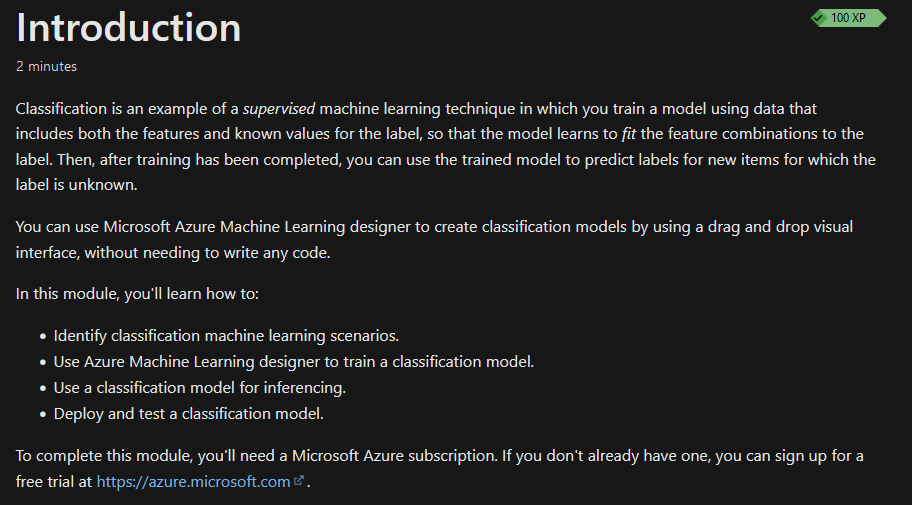 Introduction
100 XP
2 minutes
Classification is an example of a supervised machine learning technique in which you train a model using data that
includes both the features and known values for the label, so that the model learns to fit the feature combinations to the
label. Then, after training has been completed, you can use the trained model to predict labels for new items for which the
label is unknown.
You can use Microsoft Azure Machine Learning designer to create classification models by using a drag and drop visual
interface, without needing to write any code.
In this module, you'll learn how to:
• Identify classification machine learning scenarios.
• Use Azure Machine Learning designer to train a classification model.
• Use a classification model for inferencing.
• Deploy and test a classification model.
To complete this module, you'll need a Microsoft Azure subscription. If you don't already have one, you can sign up for a
free trial at https://azure.microsoft.com .